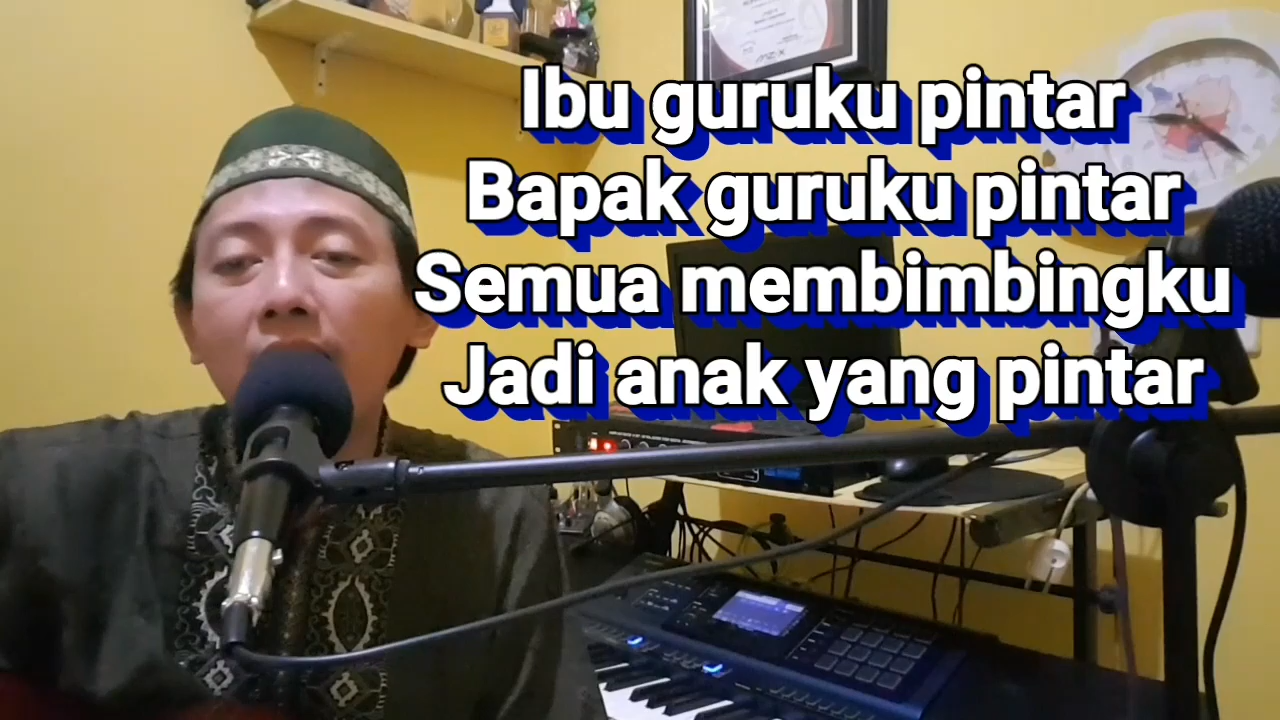 Ibu guruku pintar
Bapak guruku pintar
Semua membimbingku
Jadi anak yang pintar